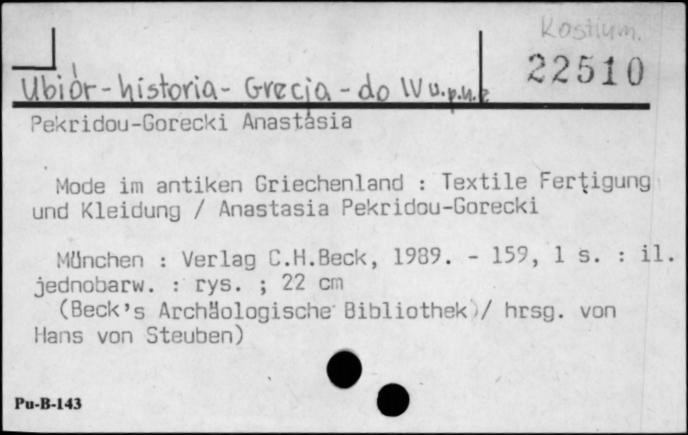 Kostium.
22510
Ubiór - historia - Grecja - do IV w.p.n.e
Pekridou-Gorecki Anastasia
Mode im antiken Griechenland : Textile Fertigung
und Kleidung / Anastasia Pekridou-Gorecki
München : Verlag C.H.Beck, 1989. - 159, 1 s. : il.
jednobarw. : rys. ; 22 cm
(Beck's Archäologische Bibliothek)/ hrsg. von
Hans von Steuben)
Pu-B-143